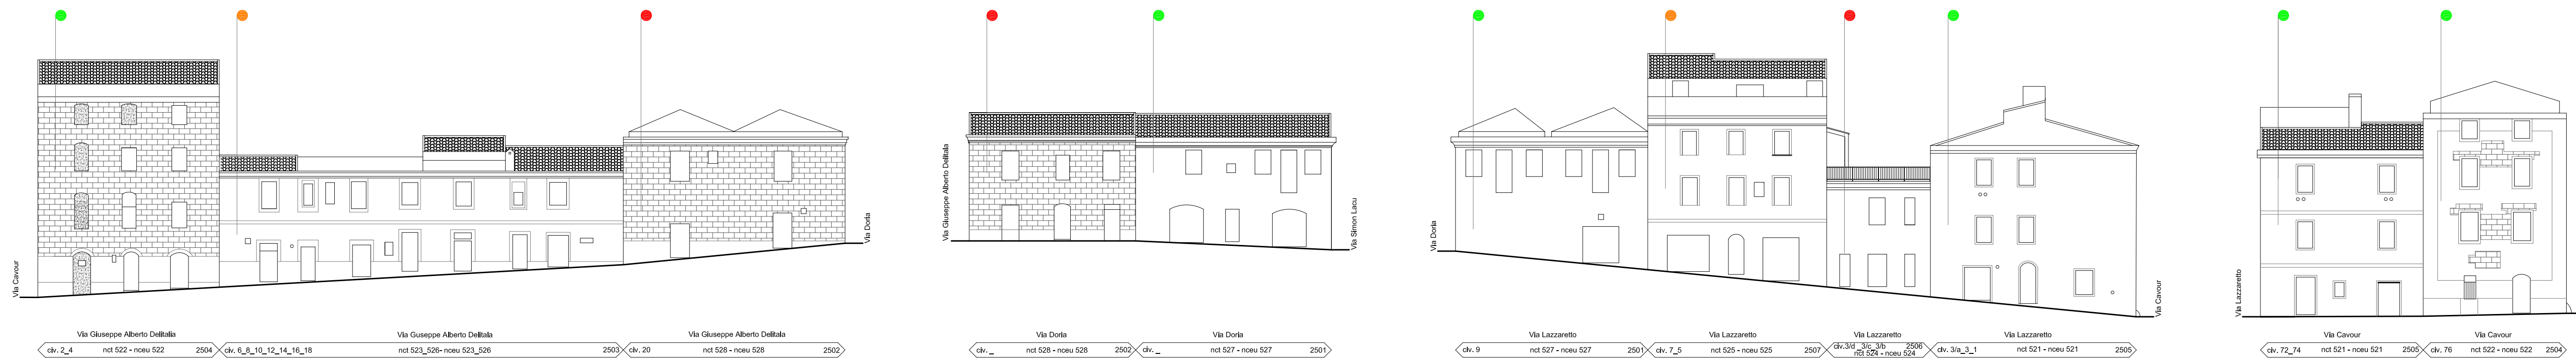 Via Cavour
Via Doria
Via Giuseppe Alberto Delitalia
civ. 2_4 nct 522 - nceu 522 2504
Via Guseppe Alberto Delitala
civ. 6_8_10_12_14_16_18 nct 523_526- nceu 523_526 2503
Via Giuseppe Alberto Delitala
civ. 20 nct 528 - nceu 528 2502
Via Giuseppe Alberto Delitala
Via Simon Lacu
Via Doria
civ. _ nct 528 - nceu 528 2502
Via Doria
civ. _ nct 527 - nceu 527 2501
Via Doria
Via Cavour
Via Lazzaretto
civ. 9 nct 527 - nceu 527 2501
Via Lazzaretto
civ. 7_5 nct 525 - nceu 525 2507
Via Lazzaretto
civ.3/d _3/c_3/b 2506
nct 524 - nceu 524
Via Lazzaretto
civ. 3/a_3_1 nct 521 - nceu 521 2505
Via Lazzaretto
Via Cavour
civ. 72_74 nct 521 - nceu 521 2505
Via Cavour
civ. 76 nct 522 - nceu 522 2504